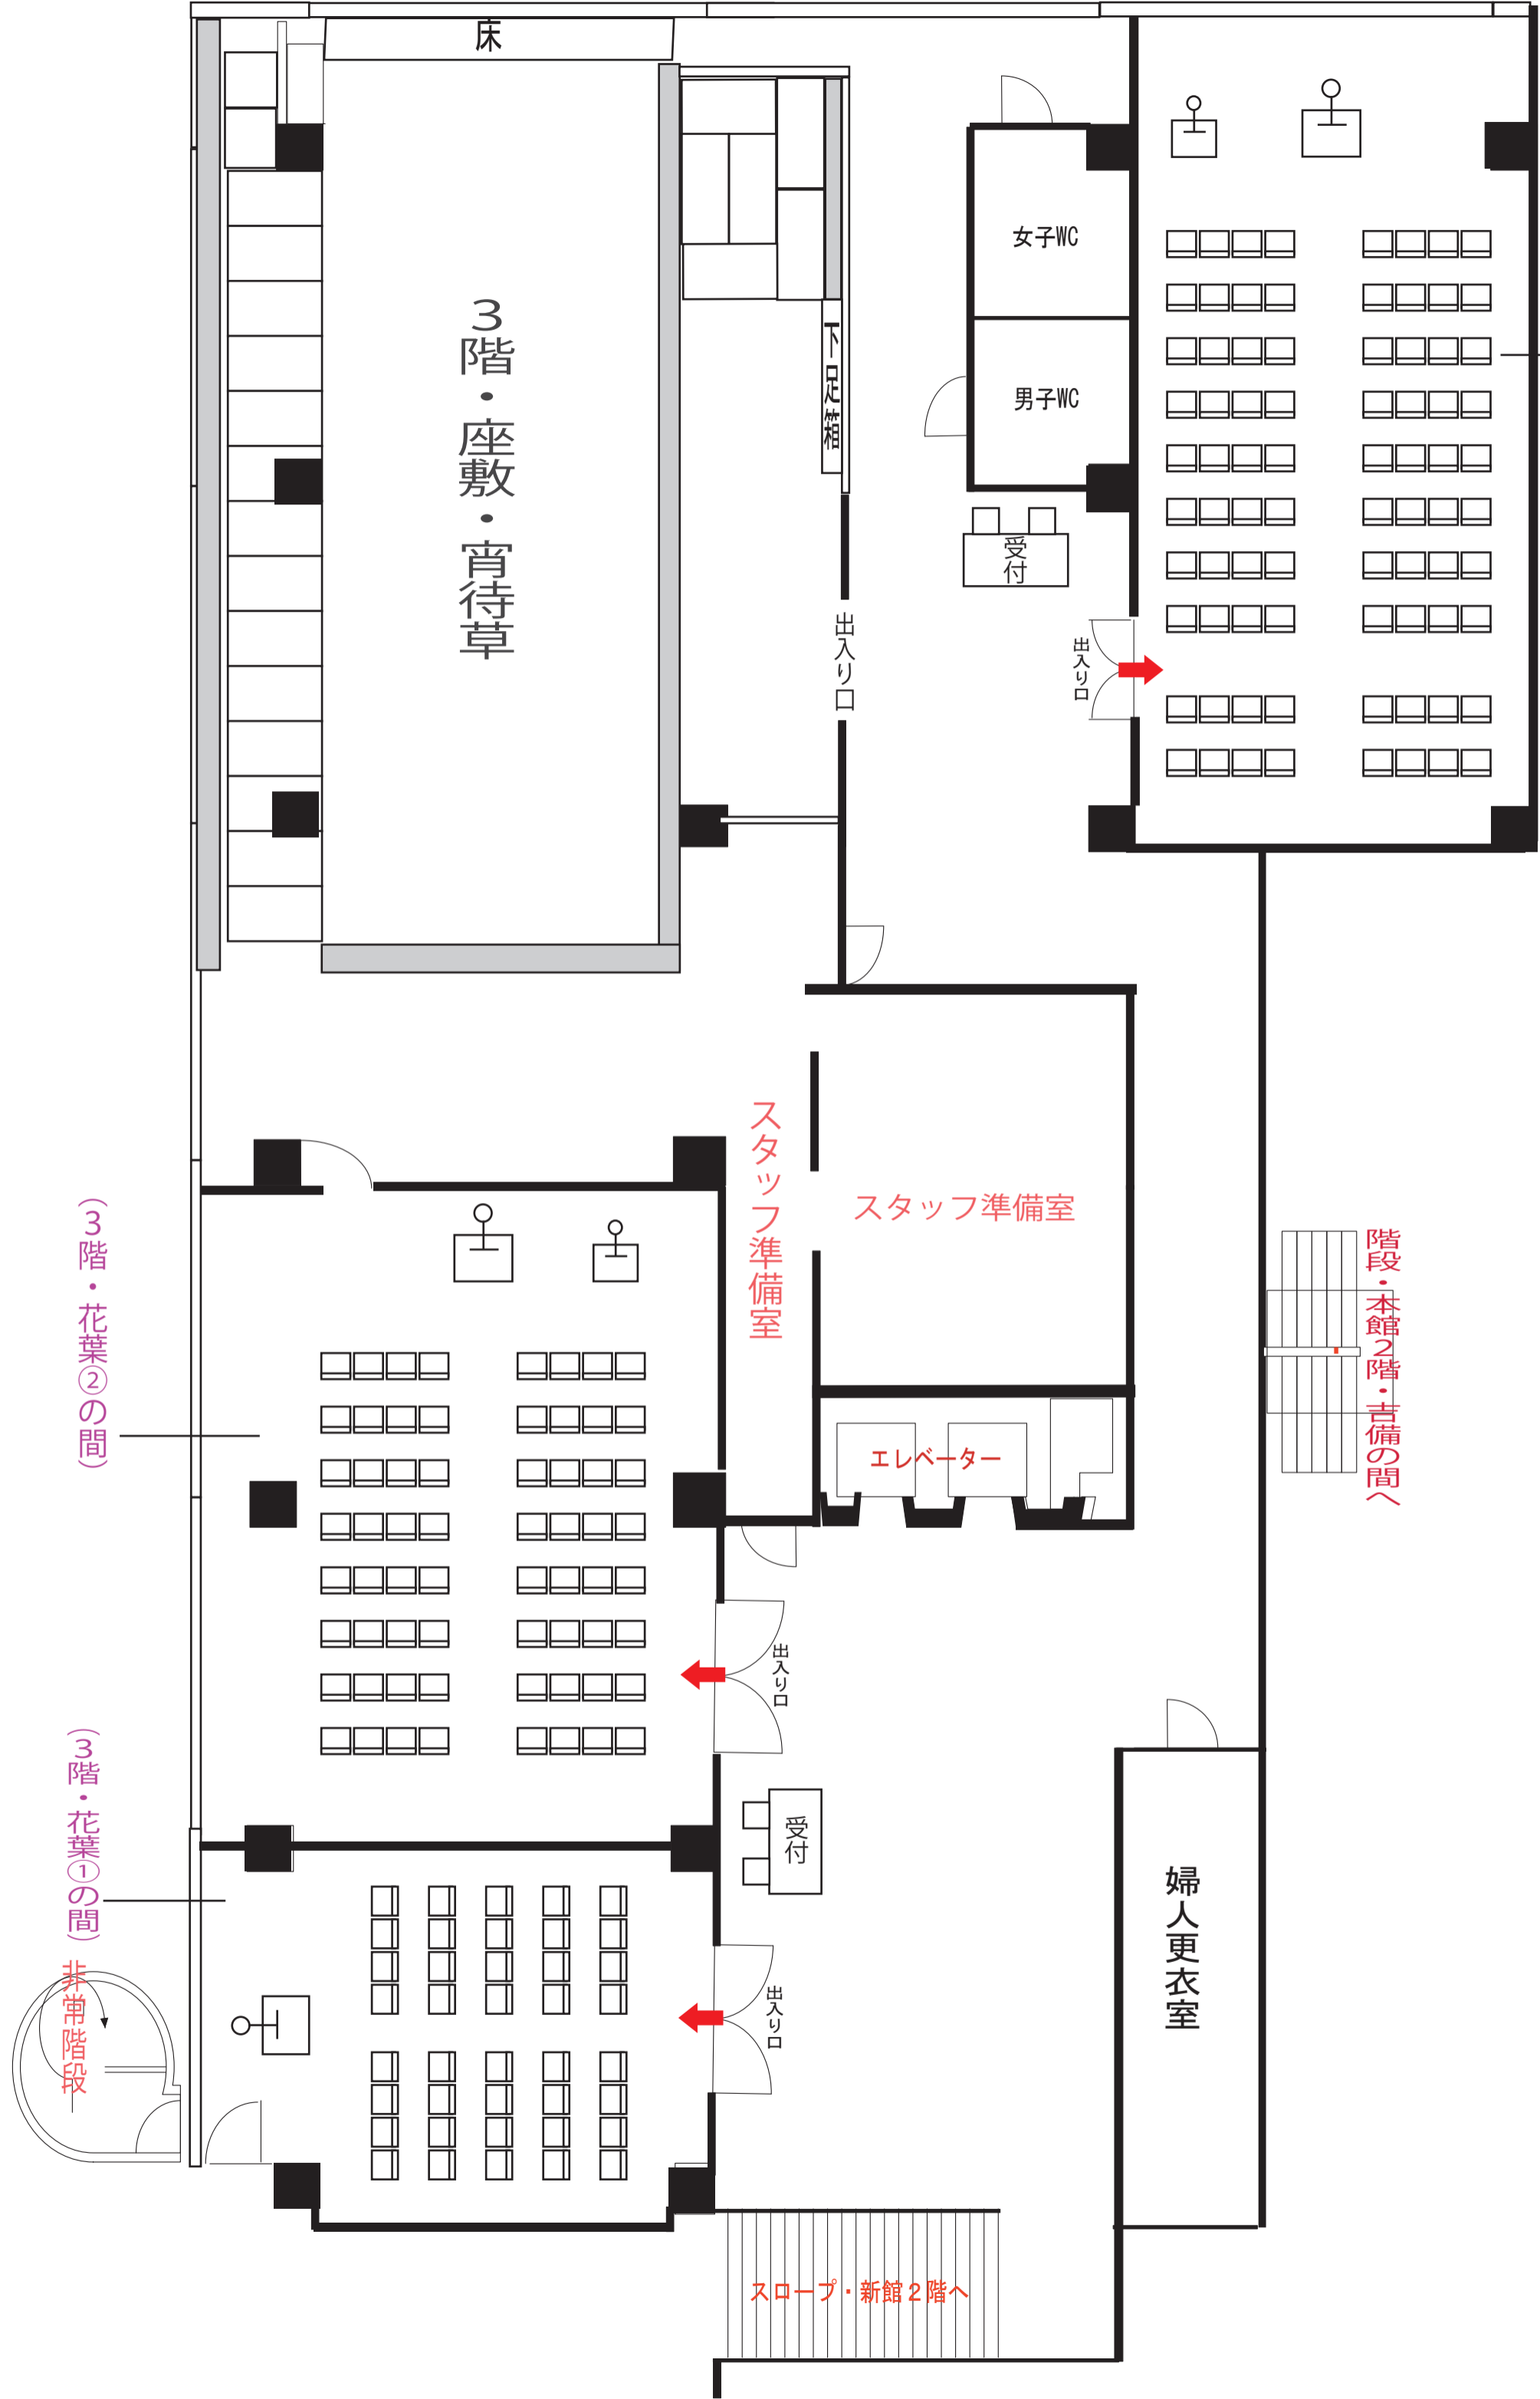 床
3階・座敷・宵待草
下足箱
女子WC
男子WC
受付
出入り口
出入り口
スタッフ準備室
スタッフ準備室
エレベーター
階段・本館2階・吉備の間へ
（3階・花葉②の間）
出入り口
受付
（3階・花葉①の間）
非常階段
出入り口
婦人更衣室
スロープ・新館2階へ